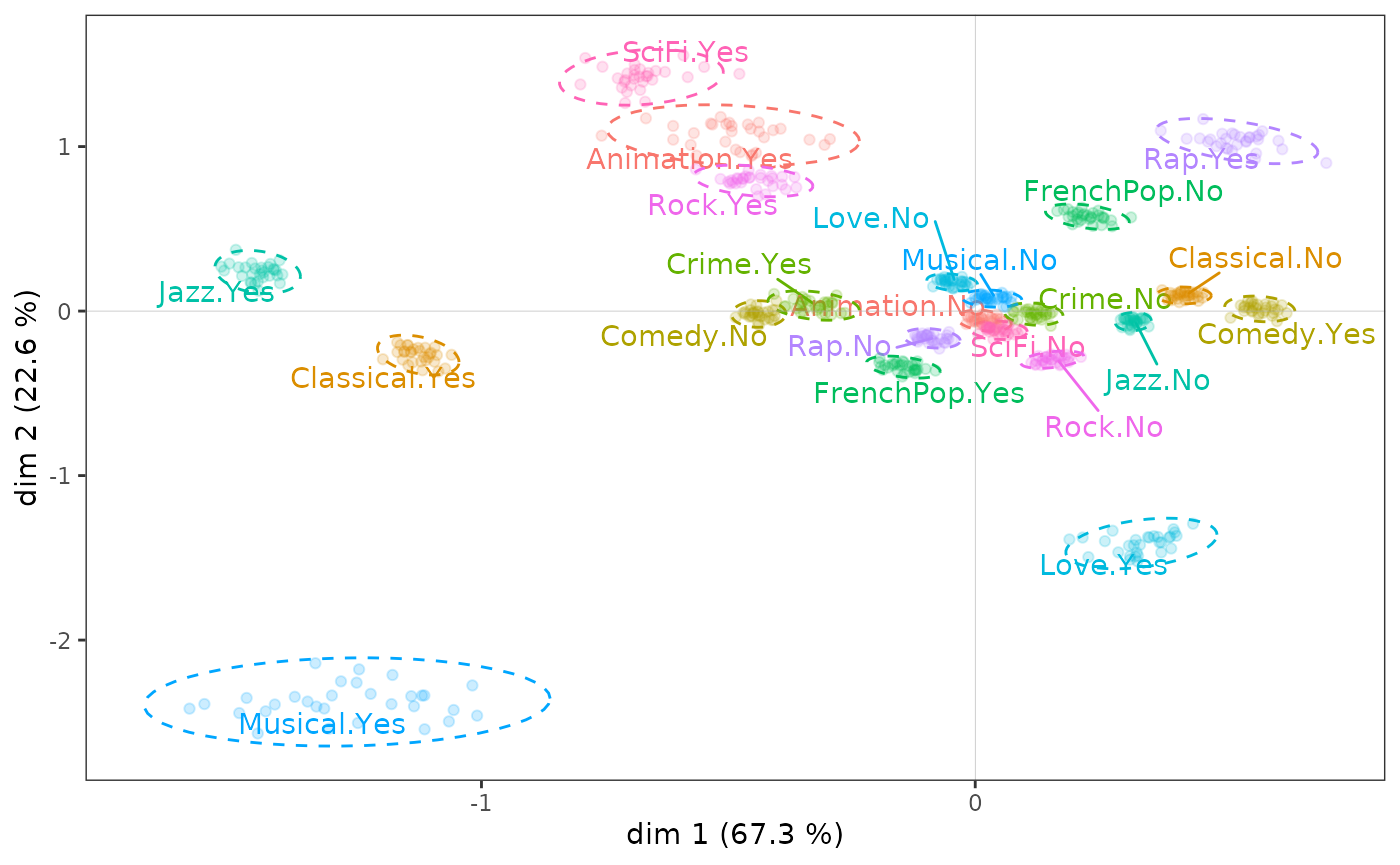 SciFi.Yes
Animation.Yes
Rap.Yes
FrenchPop.No
Rock.Yes
Love.No
Musical.No
Classical.No
Crime.Yes
Jazz.Yes
Animation.No
Crime.No
Comedy.No
Comedy.Yes
Rap.No
SciFi.No
Classical.Yes
Jazz.No
FrenchPop.Yes
Rock.No
Love.Yes
Musical.Yes
1
0
-1
-2
-1
0
dim 1 (67.3 %)
dim 2 (22.6 %)